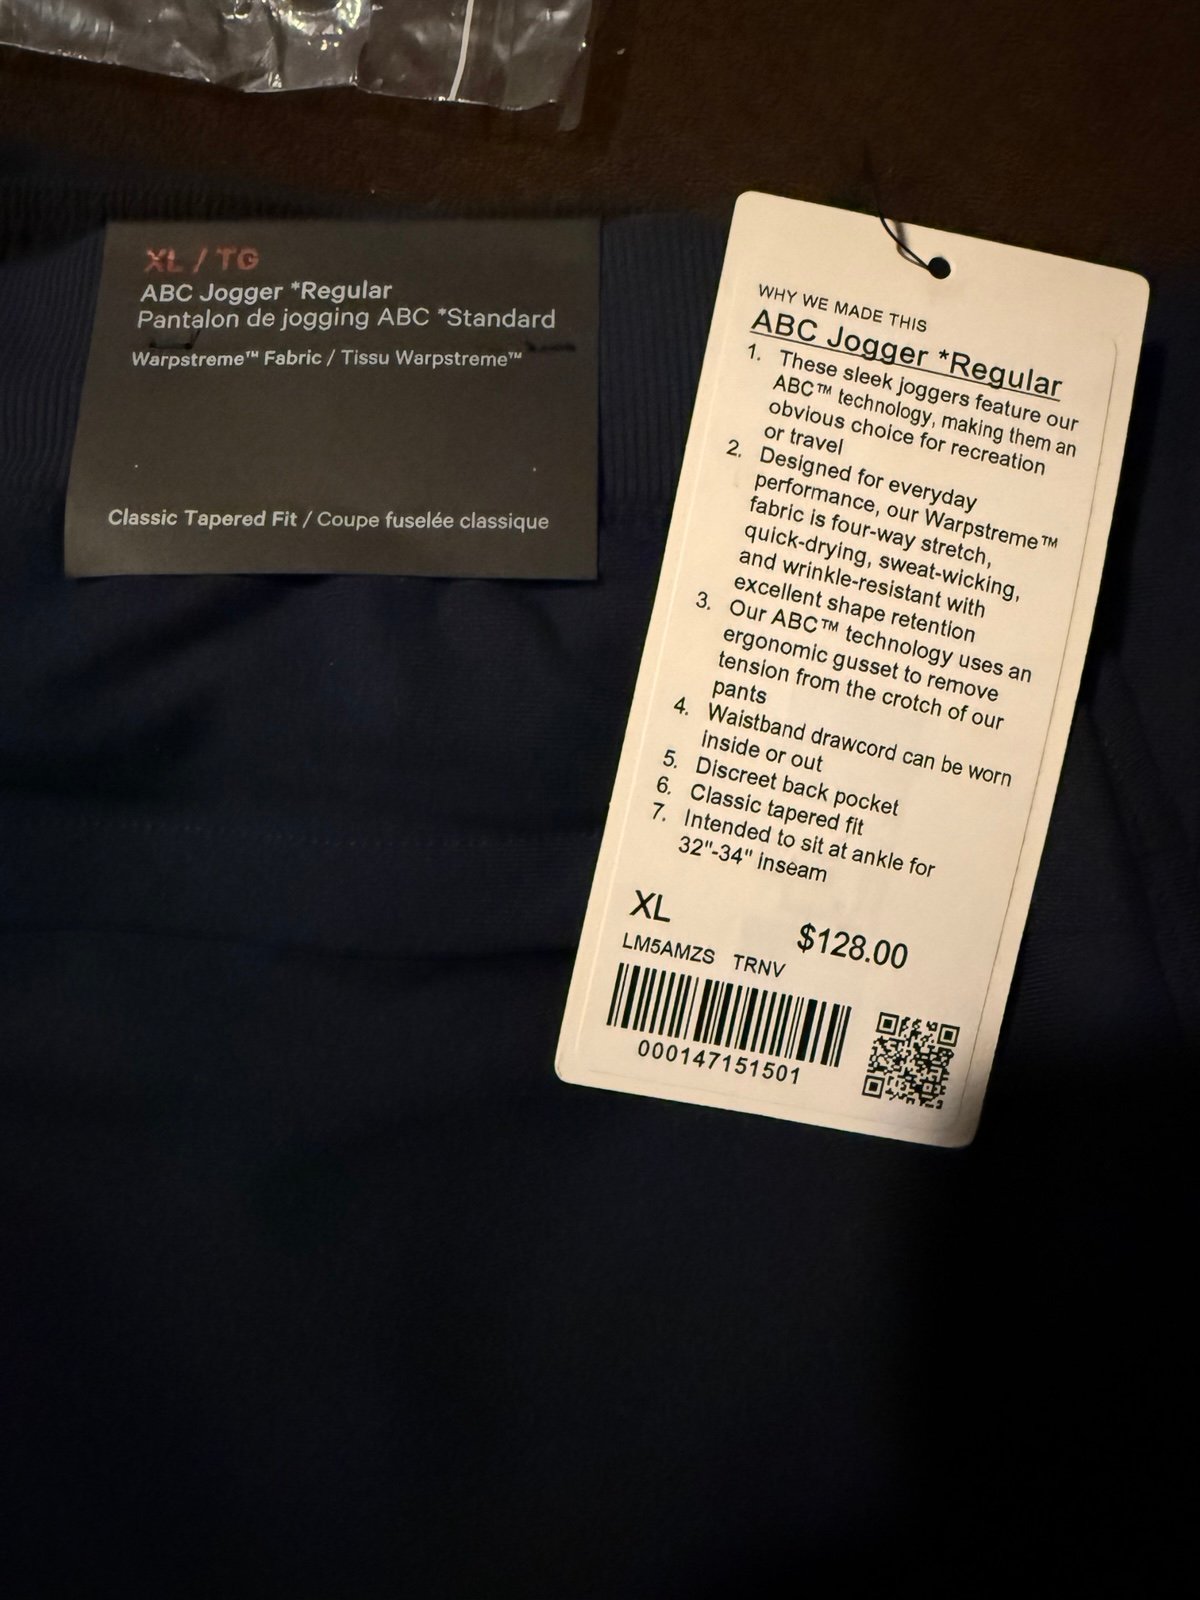 XL / TG
ABC Jogger *Regular
Pantalon de jogging ABC *Standard
Warpstreme™ Fabric / Tissu Warpstreme™
Classic Tapered Fit / Coupe fuselée classique
WHY WE MADE THIS
ABC Jogger *Regular
1. These sleek joggers feature our
ABC™ technology, making them an
obvious choice for recreation
or travel
2. Designed for everyday
performance, our Warpstreme™
fabric is four-way stretch,
quick-drying, sweat-wicking,
and wrinkle-resistant with
excellent shape retention
3. Our ABC™ technology uses an
ergonomic gusset to remove
tension from the crotch of our
pants
4. Waistband drawcord can be worn
inside or out
5. Discreet back pocket
6. Classic tapered fit
7. Intended to sit at ankle for
32"-34" inseam
XL
$128.00
LM5AMZS TRNV
000147151501